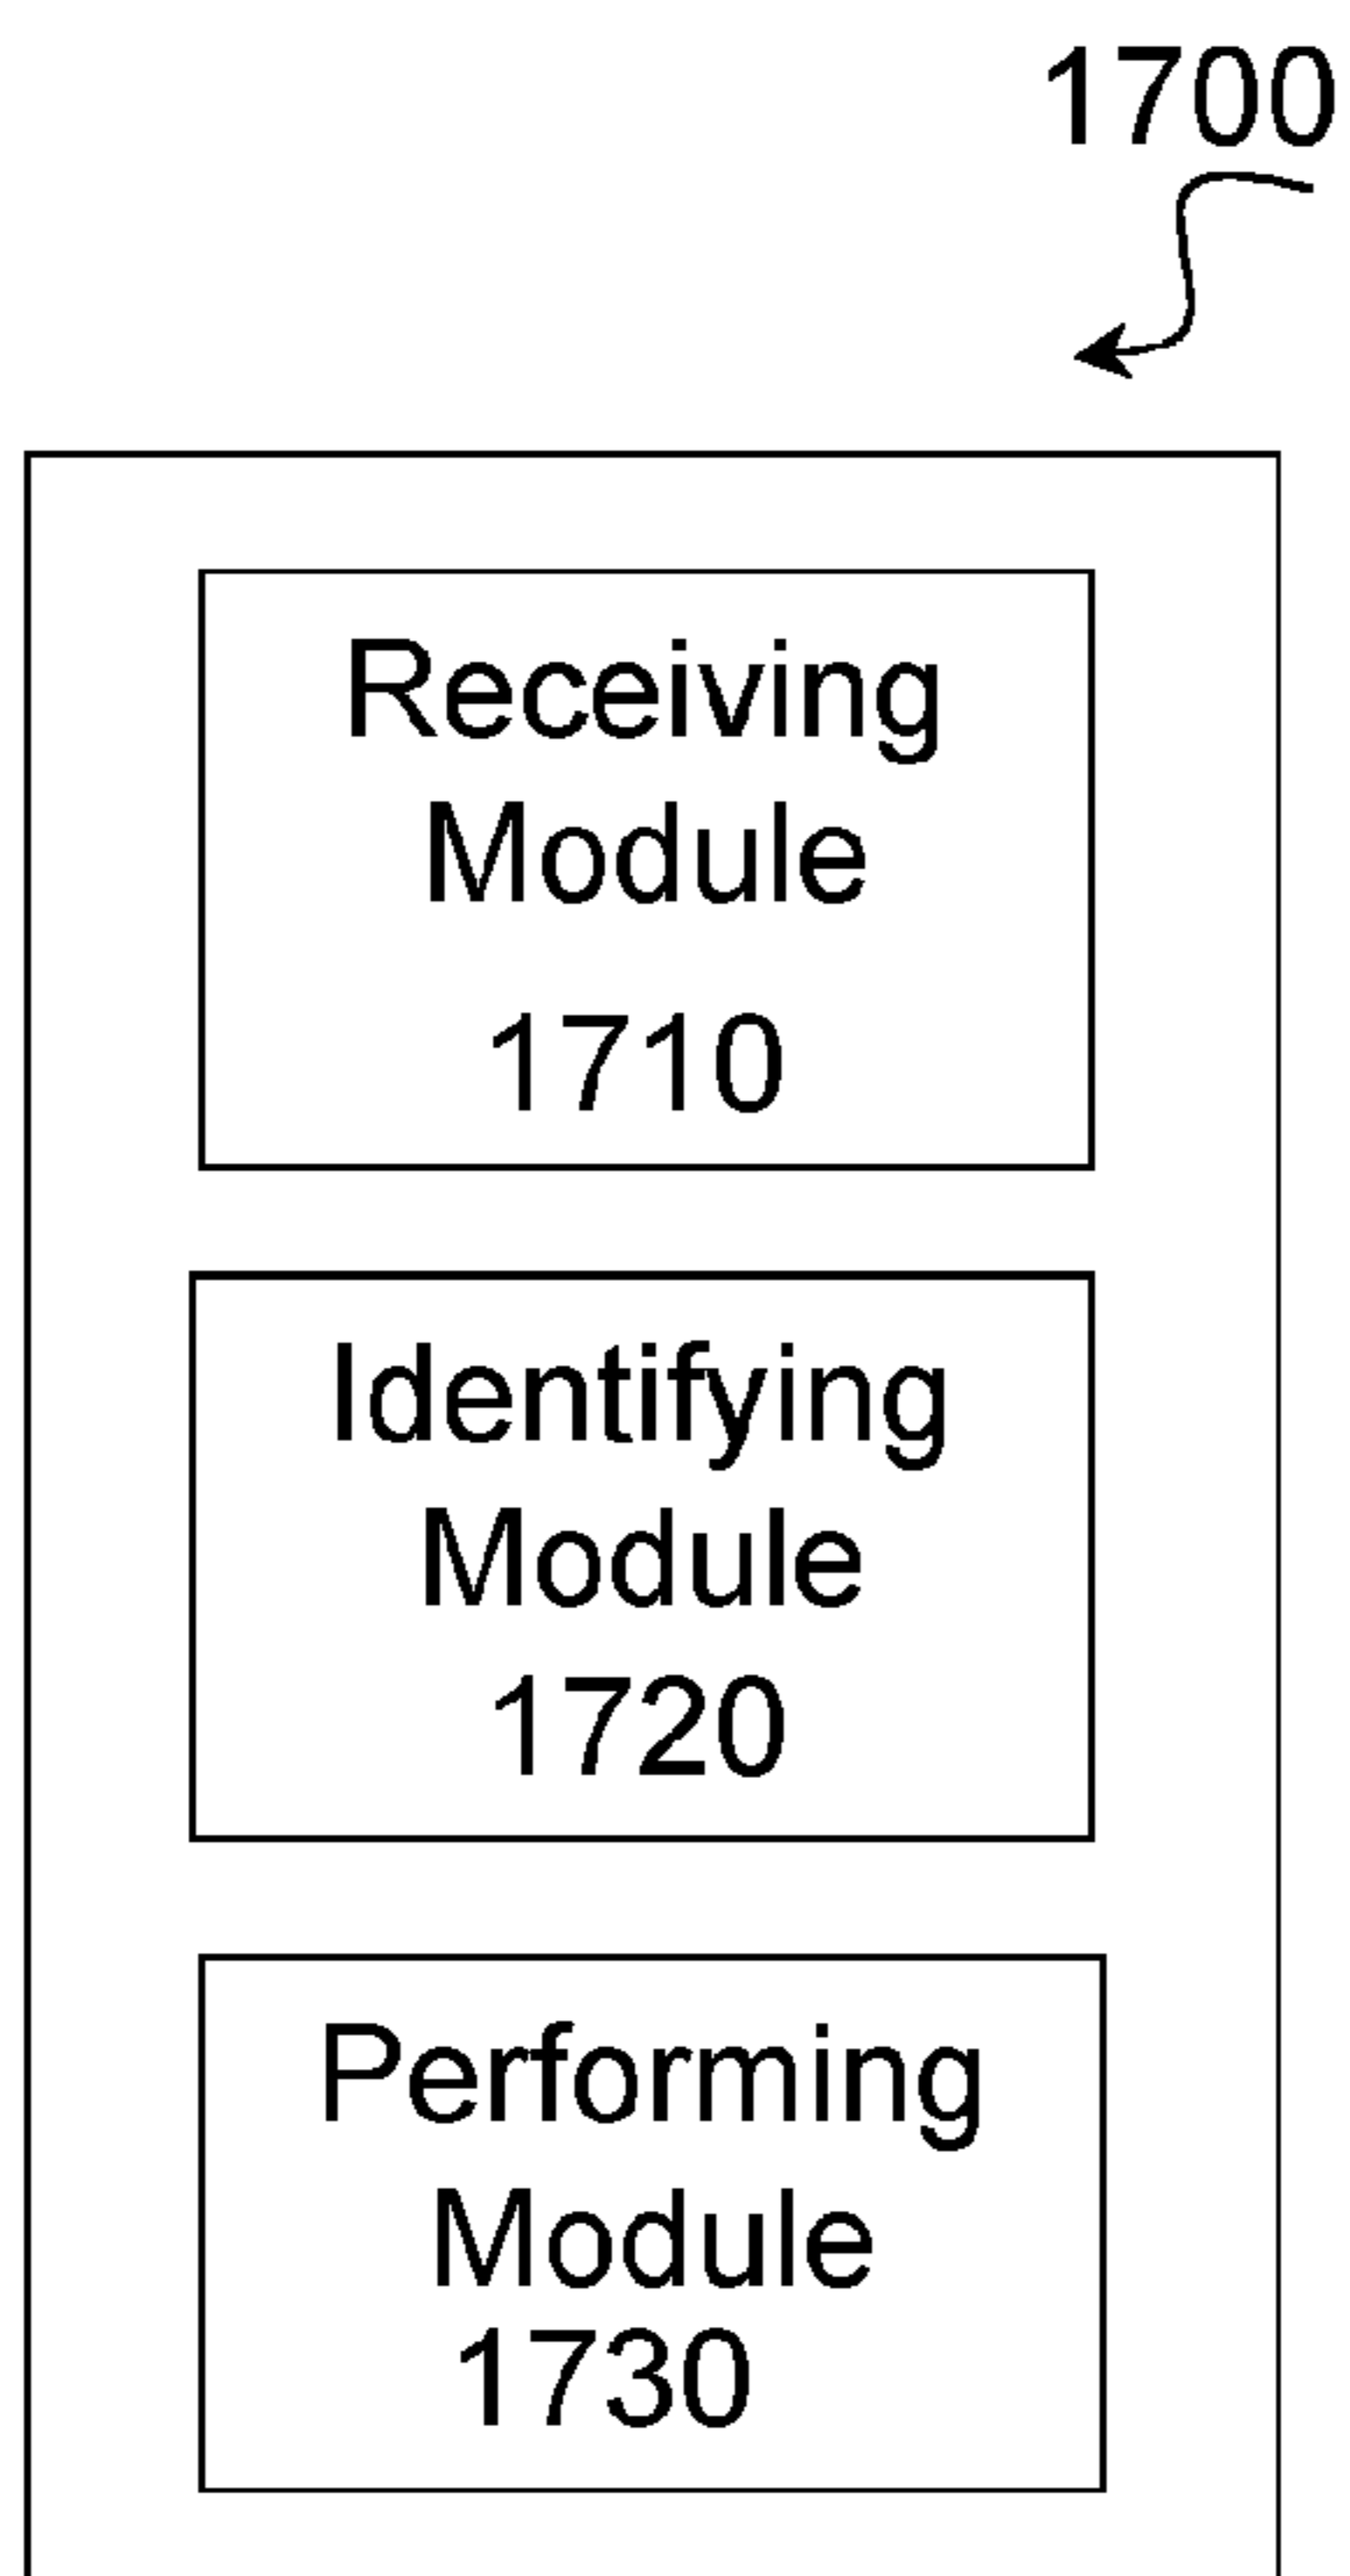 1700
Receiving
Module
1710
Identifying
Module
1720
Performing
Module
1730